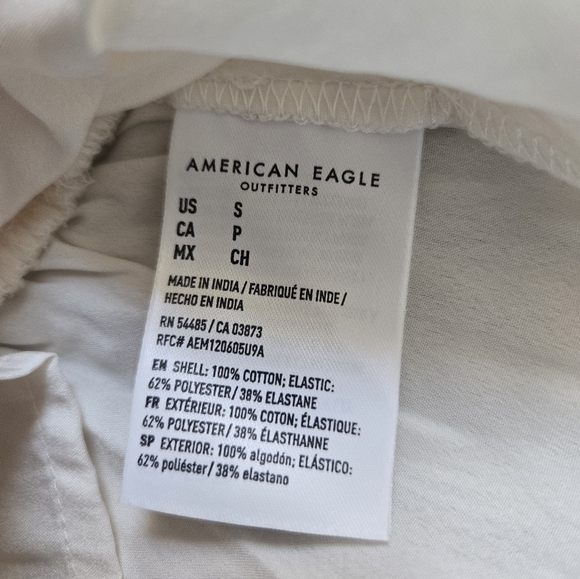 AMERICAN EAGLE
OUTFITTERS
US S
CA P
MX CH
MADE IN INDIA / FABRIQUÉ EN INDE /
HECHO EN INDIA
RN 54485 / CA 03873
RFC# AEM120605U9A
EN SHELL: 100% COTTON; ELASTIC:
62% POLYESTER / 38% ELASTANE
FR EXTÉRIEUR: 100% COTON; ÉLASTIQUE:
62% POLYESTER / 38% ÉLASTHANNE
SP EXTERIOR: 100% algodón; ELÁSTICO:
62% poliéster / 38% elastano